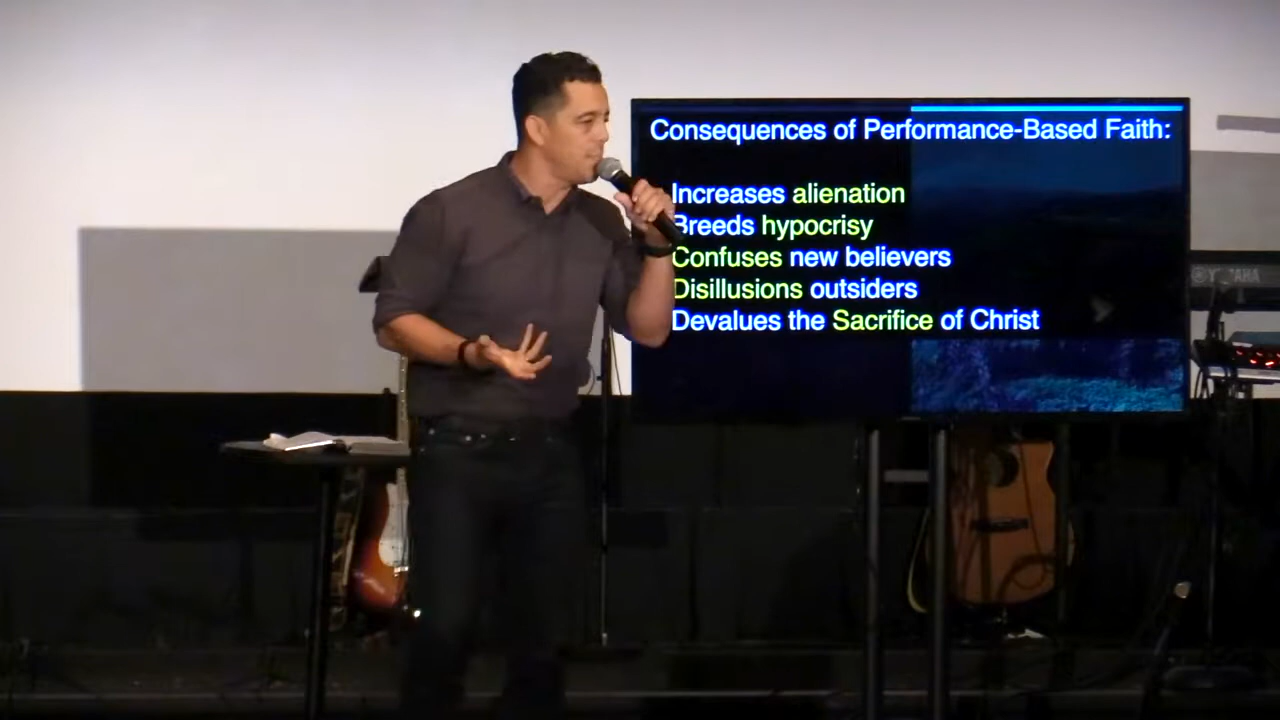 Consequences of Performance-Based Faith:
Increases alienation
Breeds hypocrisy
Confuses new believers
Disillusions outsiders
Devalues the Sacrifice of Christ
YAMAHA